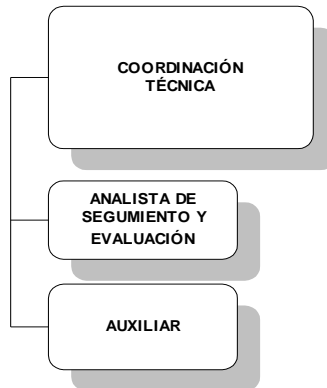 COORDINACIÓN
TÉCNICA
ANALISTA DE
SEGUMIENTO Y
EVALUACIÓN
AUXILIAR